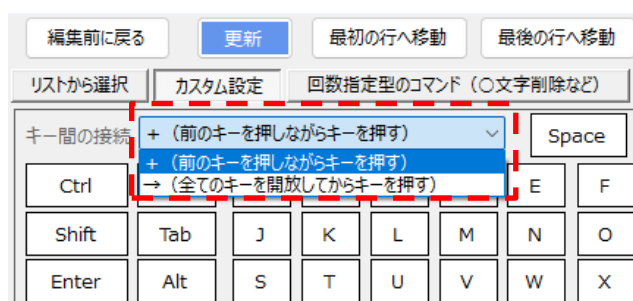 編集前に戻る 更新 最初の行へ移動 最後の行へ移動
リストから選択 カスタム設定 回数指定型のコマンド（○文字削除など）
キー間の接続 +（前のキーを押しながらキーを押す） Space
+（前のキーを押しながらキーを押す）
→（全てのキーを開放してからキーを押す）
Ctrl E F
Shift Tab J K L M N O
Enter Alt S T U V W X